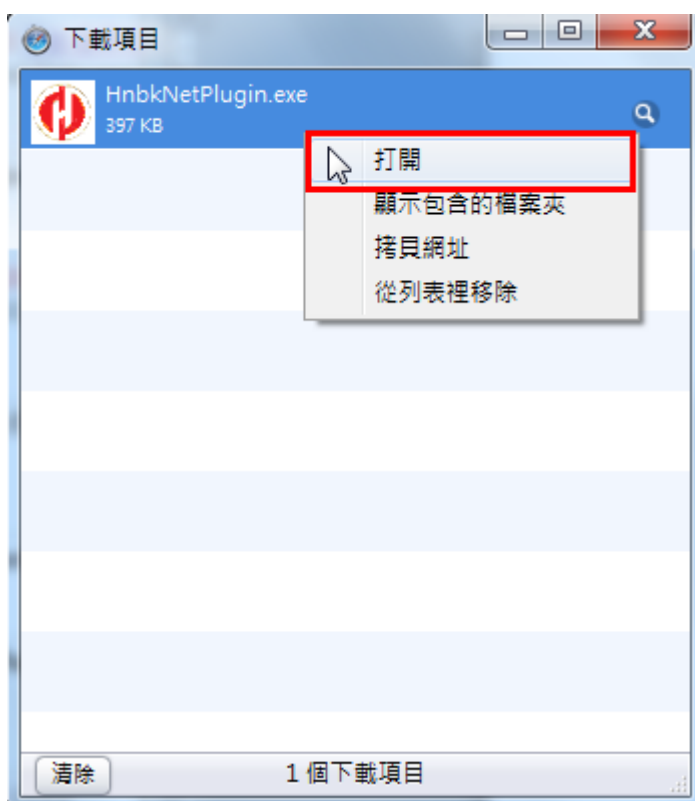 下載項目
HnbkNetPlugin.exe
397 KB
打開
顯示包含的檔案夾
拷貝網址
從列表裡移除
清除
1 個下載項目